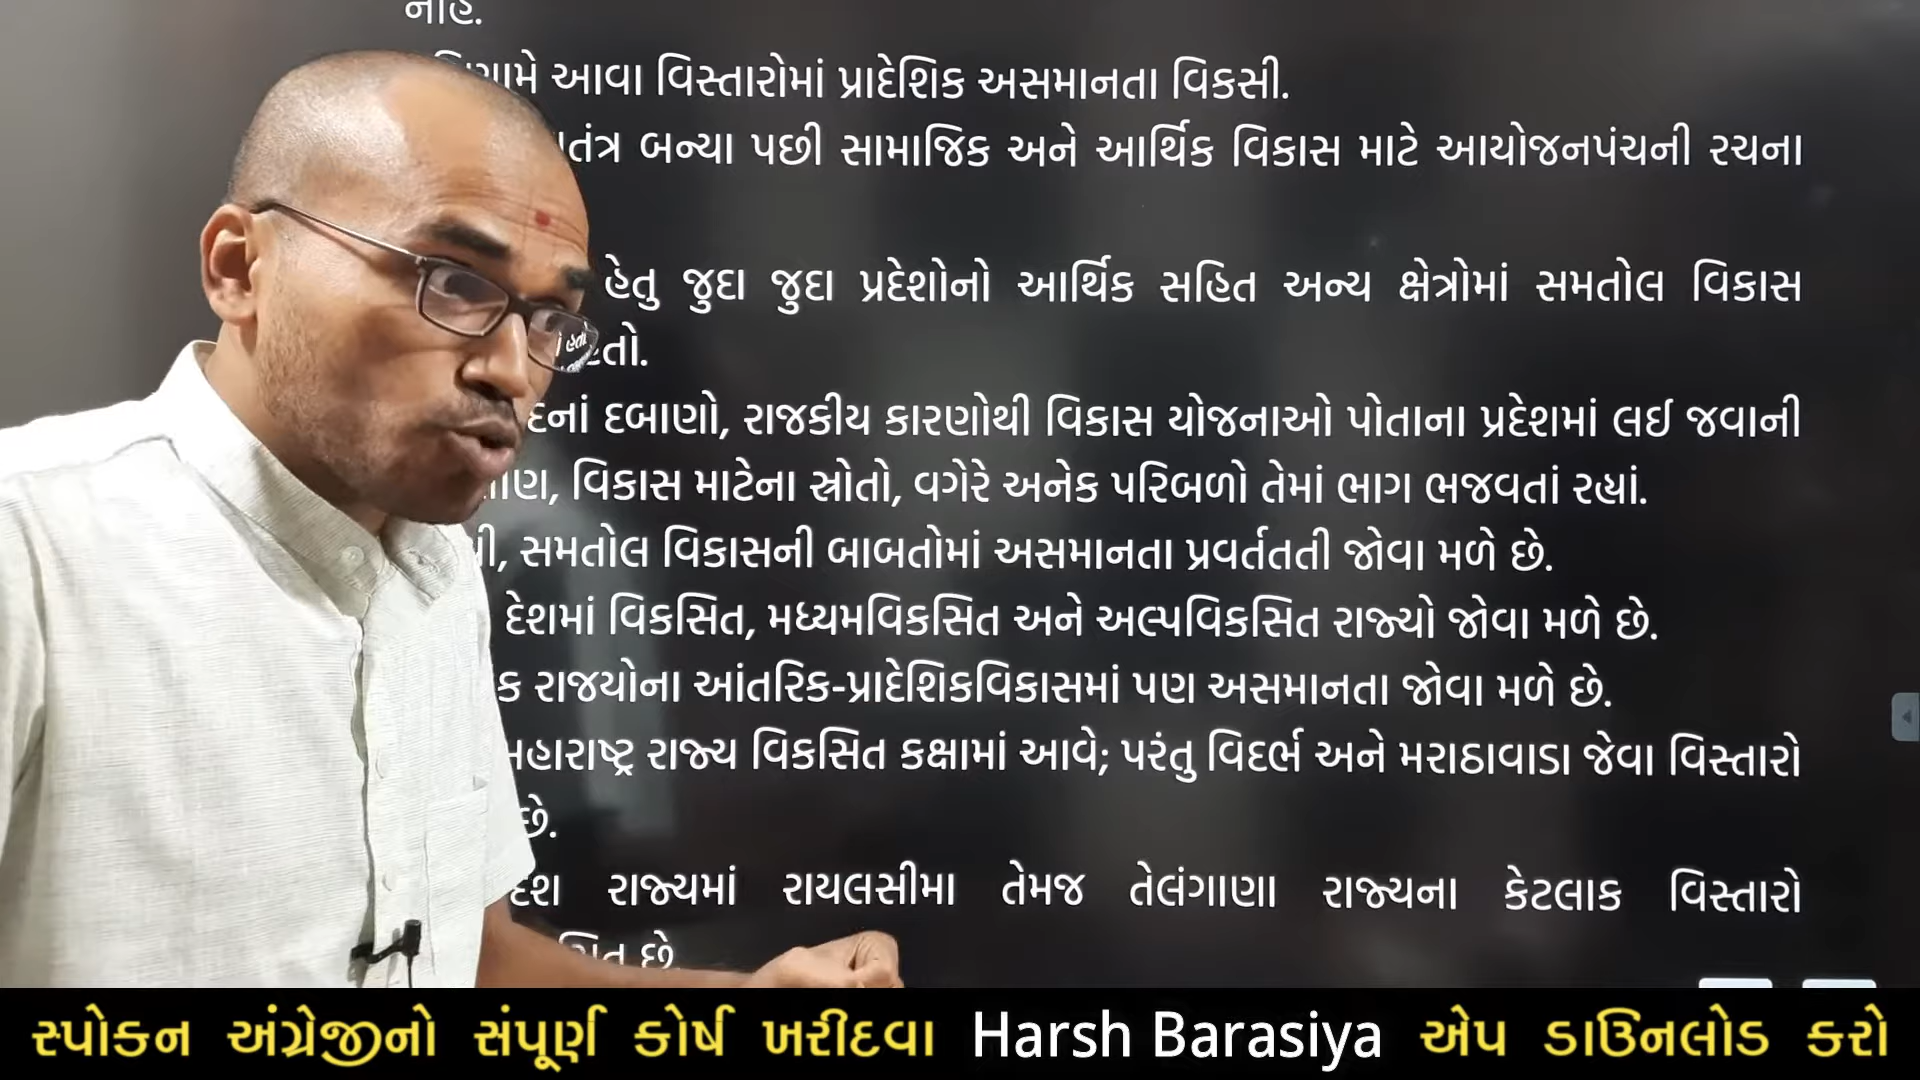 આવા વિસ્તારોમાં પ્રાદેશિક અસમાનતા વિકસી.
બન્યા પછી સામાજિક અને આર્થિક વિકાસ માટે આયોજનપંચની રચના
હેતુ જુદા જુદા પ્રદેશોનો આર્થિક સહિત અન્ય ક્ષેત્રોમાં સમતોલ વિકાસ
દબાણો, રાજકીય કારણોથી વિકાસ યોજનાઓ પોતાના પ્રદેશમાં લઈ જવાની
વિકાસ માટેના સ્રોતો, વગેરે અનેક પરિબળો તેમાં ભાગ ભજવતાં રહ્યાં.
સમતોલ વિકાસની બાબતોમાં અસમાનતા પ્રવર્તતતી જોવા મળે છે.
દેશમાં વિકસિત, મધ્યમવિકસિત અને અલ્પવિકસિત રાજ્યો જોવા મળે છે.
રાજયોના આંતરિક-પ્રાદેશિકવિકાસમાં પણ અસમાનતા જોવા મળે છે.
રાજ્ય વિકસિત કક્ષામાં આવે; પરંતુ વિદર્ભ અને મરાઠાવાડા જેવા વિસ્તારો
છે.
રાજ્યમાં રાયલસીમા તેમજ તેલંગાણા રાજ્યના કેટલાક વિસ્તારો
છે.
સ્પોકન અંગ્રેજીનો સંપૂર્ણ કોર્ષ ખરીદવા Harsh Barasiya એપ ડાઉનલોડ કરો